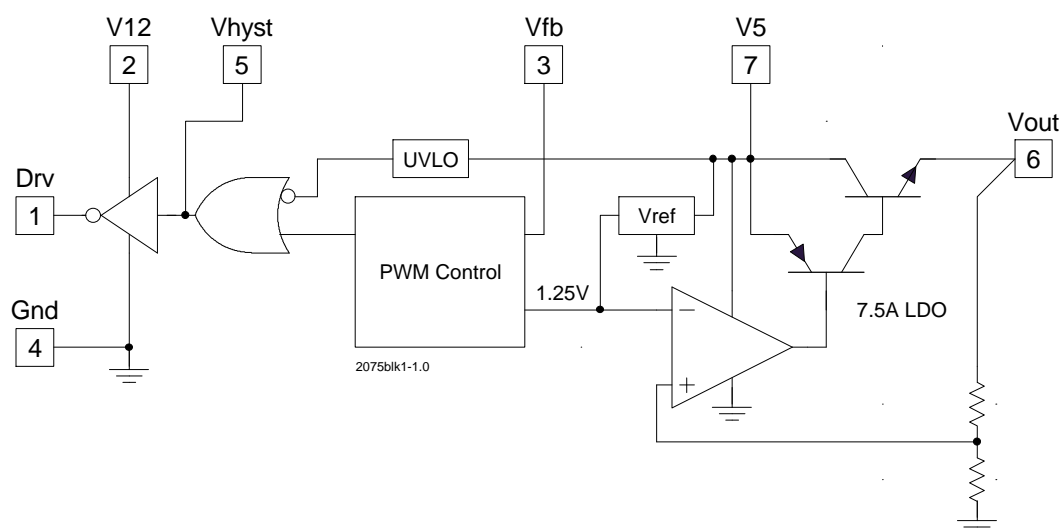 V12
Vhyst
Vfb
V5
2
5
3
7
Vout
6
UVLO
Drv
1
Vref
PWM Control
1.25V
−
7.5A LDO
Gnd
4
2075blk1-1.0
+